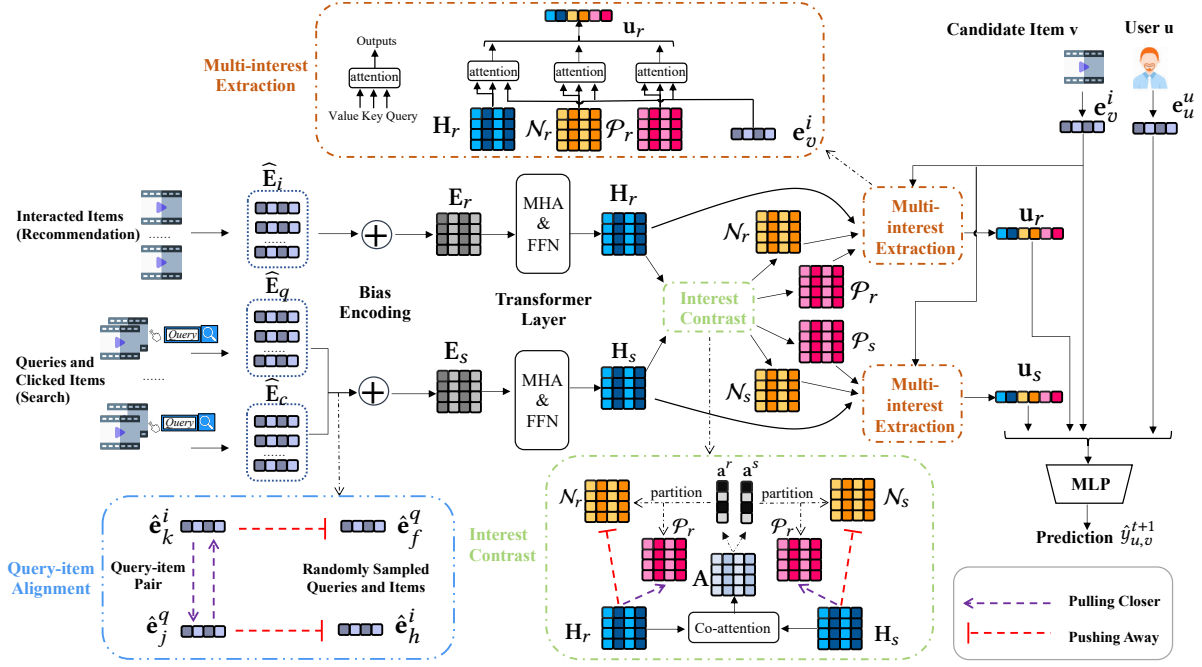 Multi-interest
Extraction
Outputs
attention
Value Key Query
u_r
attention
attention
attention
H_r
𝒩_r
𝒫_r
e_v^i
Candidate Item v
User u
e_v^i
e_u^u
Interacted Items
(Recommendation)
......
Ê_i
......
Bias
Encoding
E_r
MHA
&
FFN
H_r
𝒩_r
𝒫_r
Multi-
interest
Extraction
u_r
Ê_q
......
Transformer
Layer
Interest
Contrast
Query
Queries and
Clicked Items
(Search)
......
Query
Ê_c
......
E_s
MHA
&
FFN
H_s
𝒫_s
𝒩_s
Multi-
interest
Extraction
u_s
MLP
Prediction ŷ_{u,v}^{t+1}
Query-item
Alignment
ê_k^i
ê_f^q
Query-item
Pair
Randomly Sampled
Queries and Items
ê_j^q
ê_h^i
Interest
Contrast
a^r
a^s
𝒩_r
partition
partition
𝒩_s
𝒫_r
𝒫_r
A
H_r
Co-attention
H_s
Pulling Closer
Pushing Away